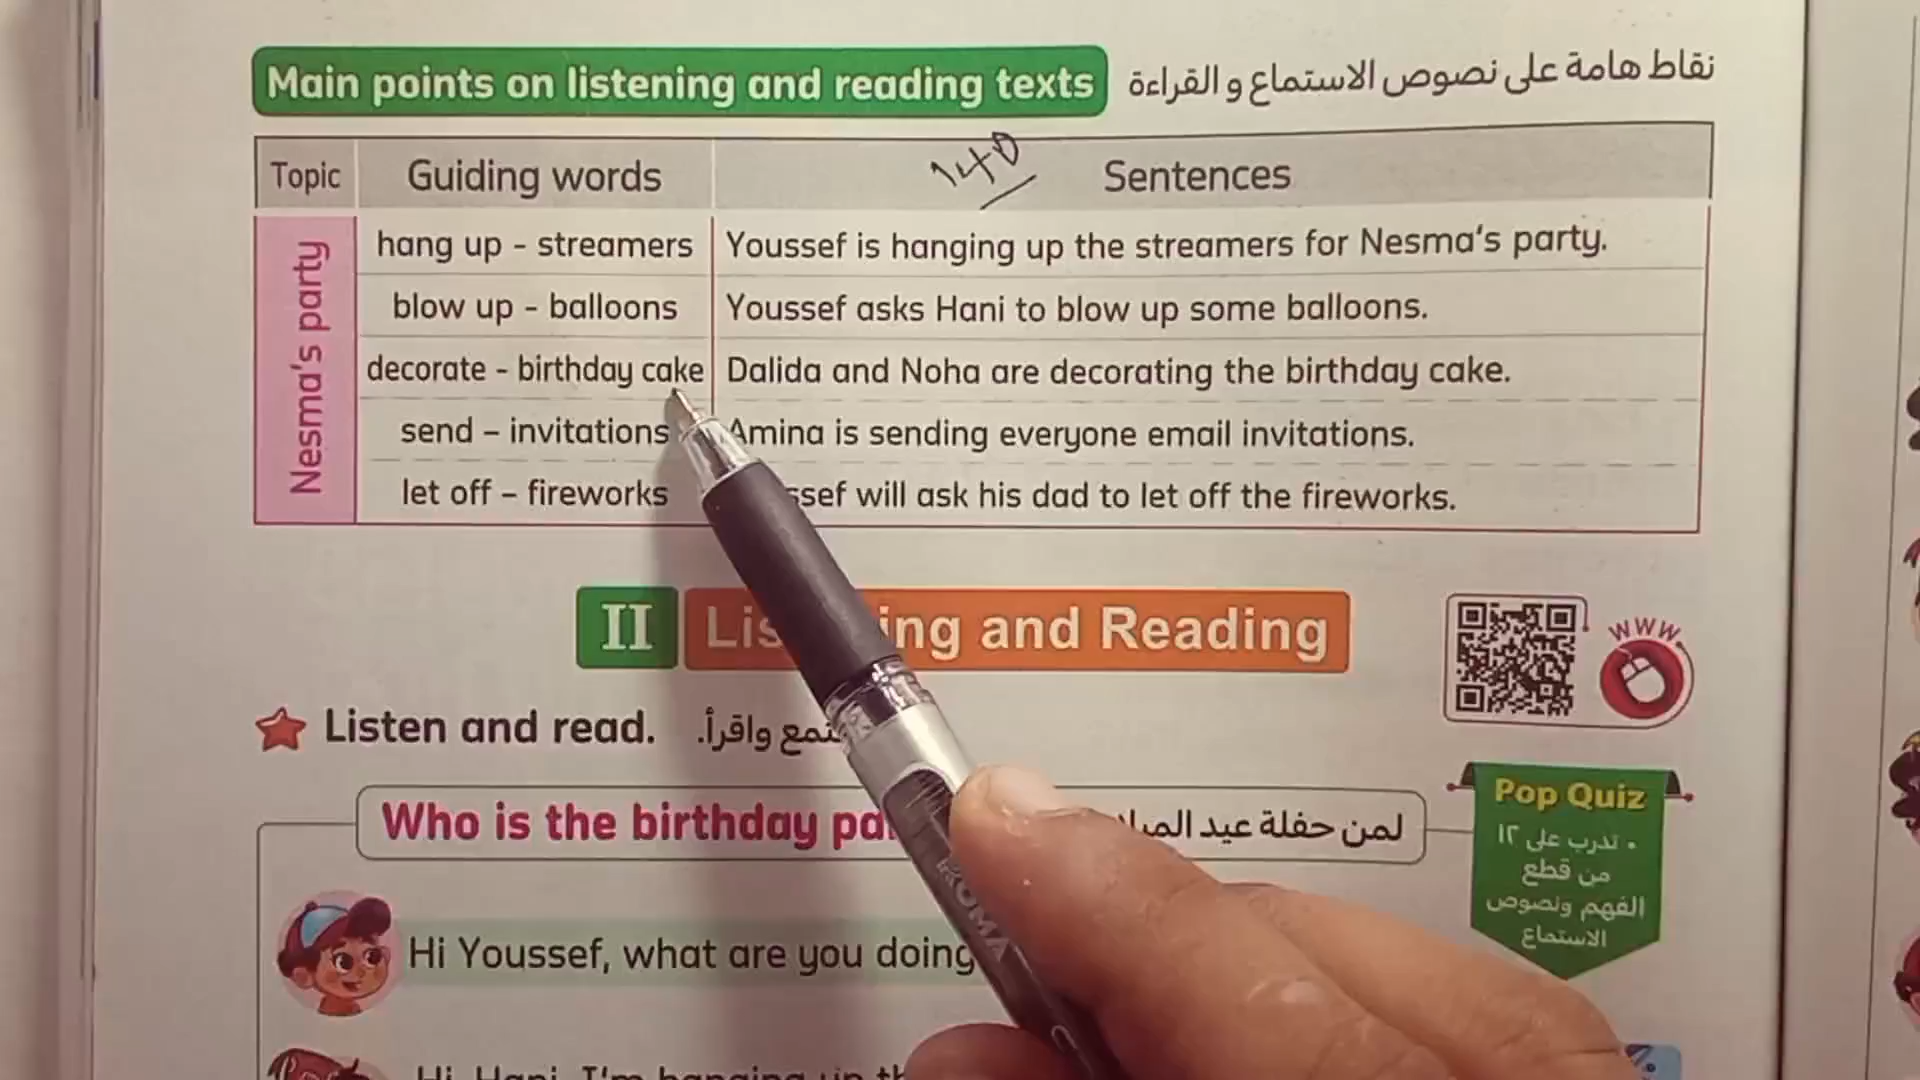 Main points on listening and reading texts نقاط هامة على نصوص الاستماع و القراءة
Topic Guiding words 140 Sentences
Nesma's party
hang up - streamers Youssef is hanging up the streamers for Nesma's party.
blow up - balloons Youssef asks Hani to blow up some balloons.
decorate - birthday cake Dalida and Noha are decorating the birthday cake.
send - invitations Amina is sending everyone email invitations.
let off - fireworks will ask his dad to let off the fireworks.
II and Reading
WWW
Listen and read. واقرأ.
Who is the birthday لمن حفلة عيد
Pop Quiz
• تدرب على ١٢
من قطع
الفهم ونصوص
الاستماع
Hi Youssef, what are you doing
Hi, Hani. I'm hanging up